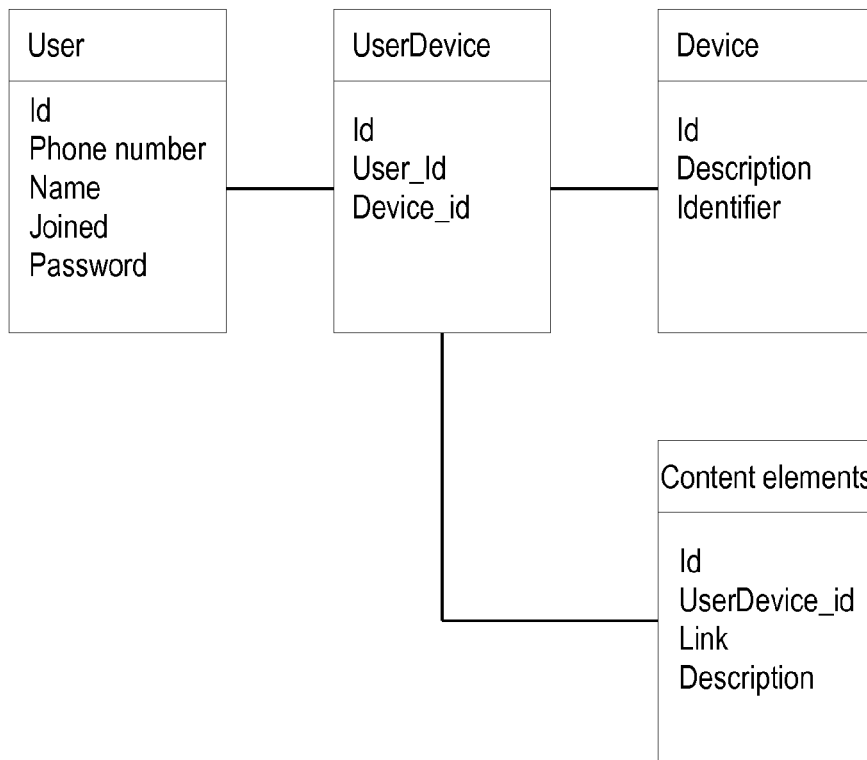 User
Id
Phone number
Name
Joined
Password
UserDevice
Id
User_Id
Device_id
Device
Id
Description
Identifier
Content elements
Id
UserDevice_id
Link
Description